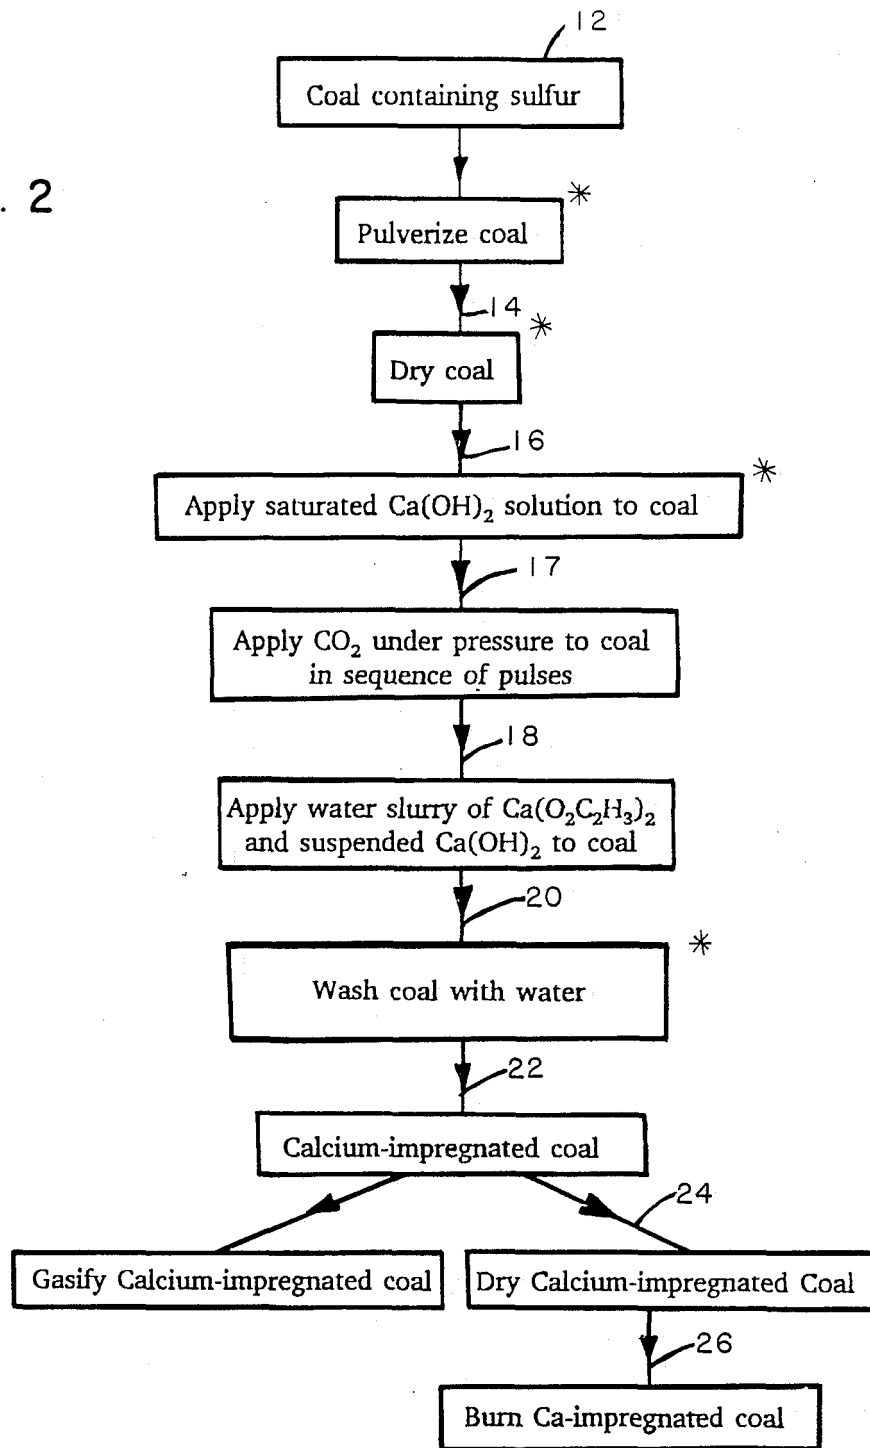 12
Coal containing sulfur
. 2
*
Pulverize coal
14
*
Dry coal
16
*
Apply saturated Ca(OH)₂ solution to coal
17
Apply CO₂ under pressure to coal
in sequence of pulses
18
Apply water slurry of Ca(O₂C₂H₃)₂
and suspended Ca(OH)₂ to coal
20
*
Wash coal with water
22
Calcium-impregnated coal
24
Gasify Calcium-impregnated coal
Dry Calcium-impregnated Coal
26
Burn Ca-impregnated coal